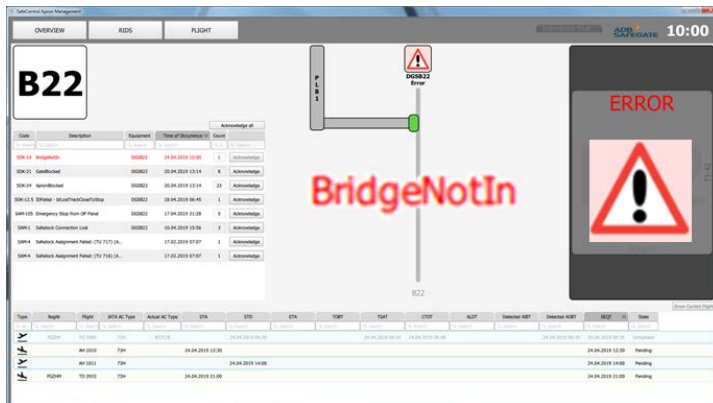 SafeControl Apron Management
OVERVIEW
RIDS
FLIGHT
ADB SAFEGATE
10:00
B22
PLB1
DGSB22
Error
ERROR
BridgeNotIn
B22
Acknowledge all
Code Description Equipment Time of Occurence Count
SDK-14 BridgeNotIn DGSB22 24.04.2019 10:00 2 Acknowledge
SDK-21 GateBlocked DGSB22 20.04.2019 13:14 8 Acknowledge
SDK-24 ApronBlocked DGSB22 20.04.2019 13:14 23 Acknowledge
SDK-12.5 IDFailed - IdLostTrackCloseToStop DGSB22 18.04.2019 06:45 1 Acknowledge
SAM-105 Emergency Stop from OP Panel DGSB22 17.04.2019 21:28 5 Acknowledge
SAM-1 Safedock Connection Lost DGSB22 10.04.2019 15:56 3 Acknowledge
SAM-4 Safedock Assignment Failed: (TU 717) (A... 17.02.2019 07:07 1 Acknowledge
SAM-4 Safedock Assignment Failed: (TU 716) (A... 17.02.2019 07:07 1 Acknowledge
Show Current Flight
Type RegNr Flight IATA AC Type Actual AC Type STA STD ETA TOBT TSAT CTOT ALDT Detected AIBT Detected AOBT SEQT State
AH 1010 73H 24.04.2019 12:30 24.04.2019 12:30 Pending
AH 1011 73H 24.04.2019 14:00 24.04.2019 14:00 Pending
FGZHM TO 3933 73H 24.04.2019 21:00 24.04.2019 21:00 Pending